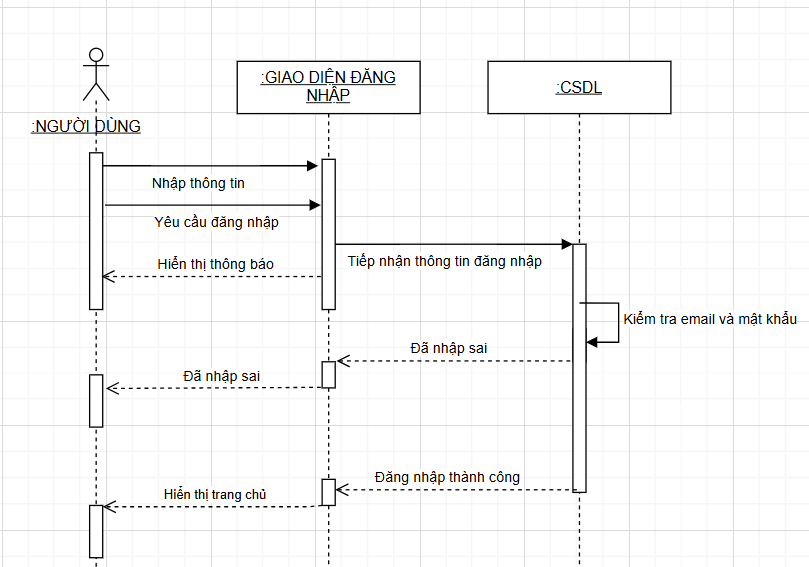 :GIAO DIỆN ĐĂNG
NHẬP
:CSDL
:NGƯỜI DÙNG
Nhập thông tin
Yêu cầu đăng nhập
Tiếp nhận thông tin đăng nhập
Hiển thị thông báo
Kiểm tra email và mật khẩu
Đã nhập sai
Đã nhập sai
Đăng nhập thành công
Hiển thị trang chủ